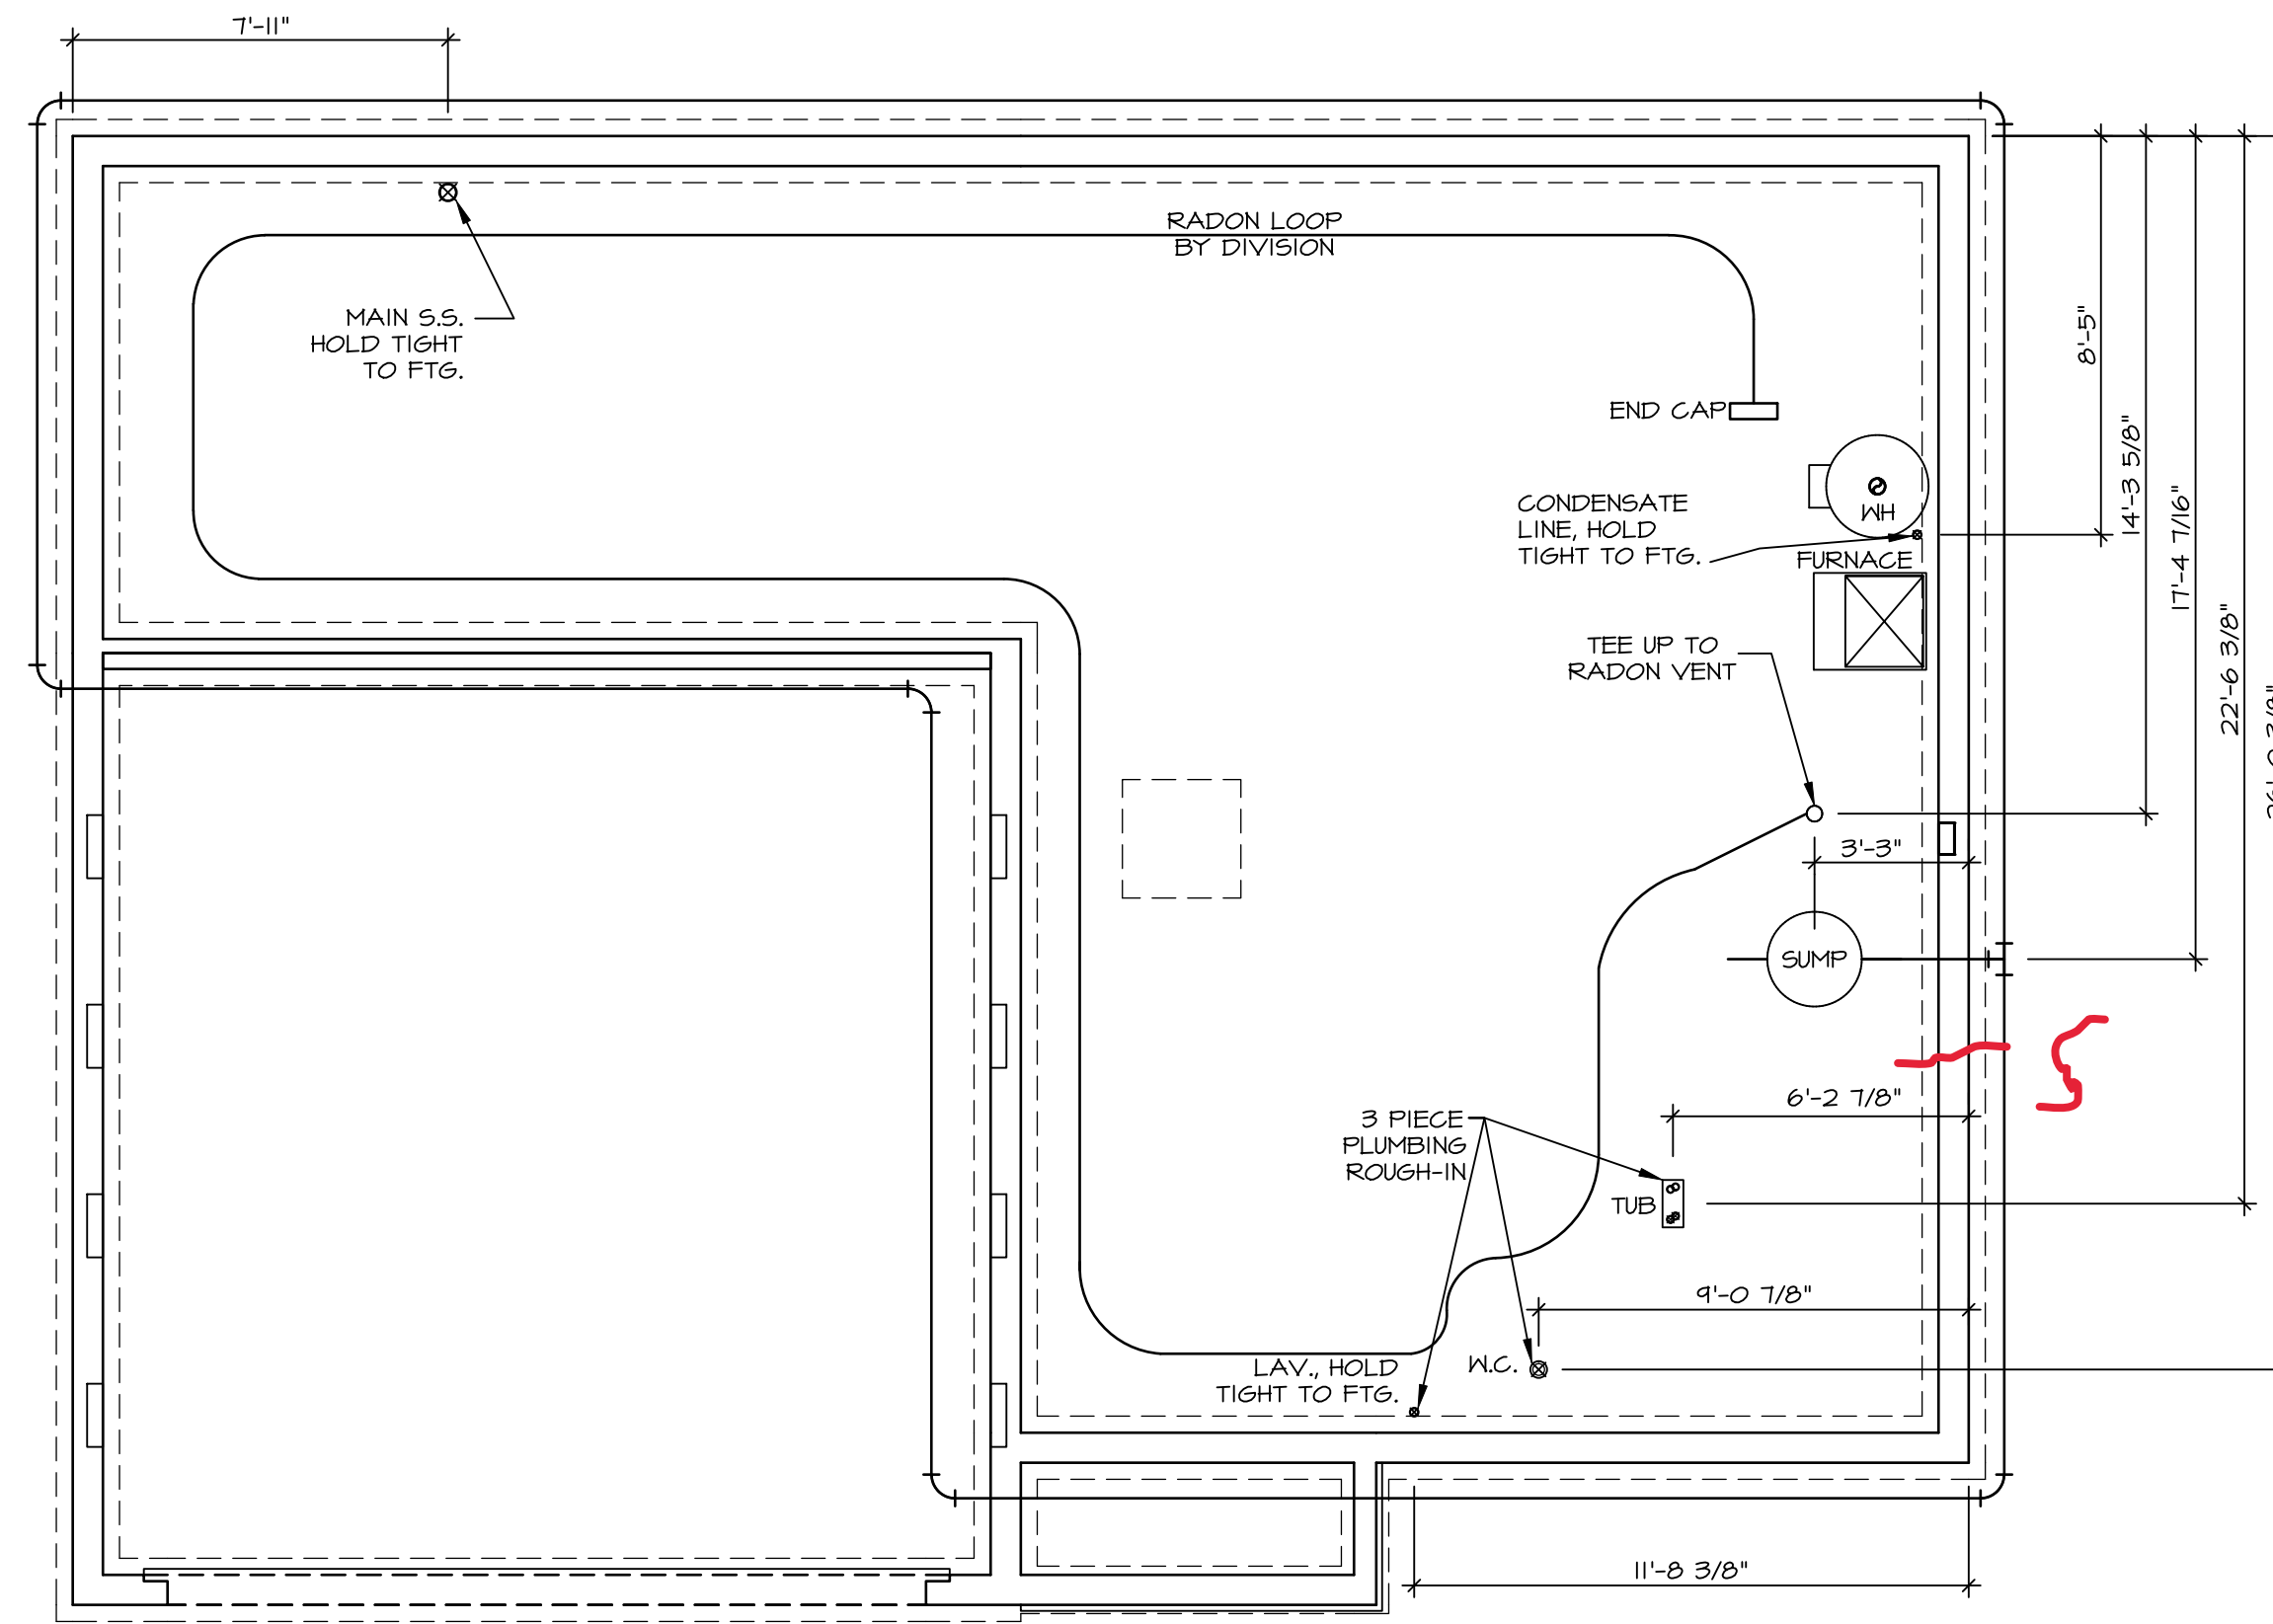 7'-11"
RADON LOOP
BY DIVISION
MAIN S.S.
HOLD TIGHT
TO FTG.
8'-5"
END CAP
14'-3 5/8"
CONDENSATE
LINE, HOLD
TIGHT TO FTG.
WH
17'-4 7/16"
FURNACE
22'-6 3/8"
TEE UP TO
RADON VENT
3'-3"
SUMP
6'-2 7/8"
3 PIECE
PLUMBING
ROUGH-IN
TUB
9'-0 7/8"
LAV., HOLD
TIGHT TO FTG.
W.C.
11'-8 3/8"